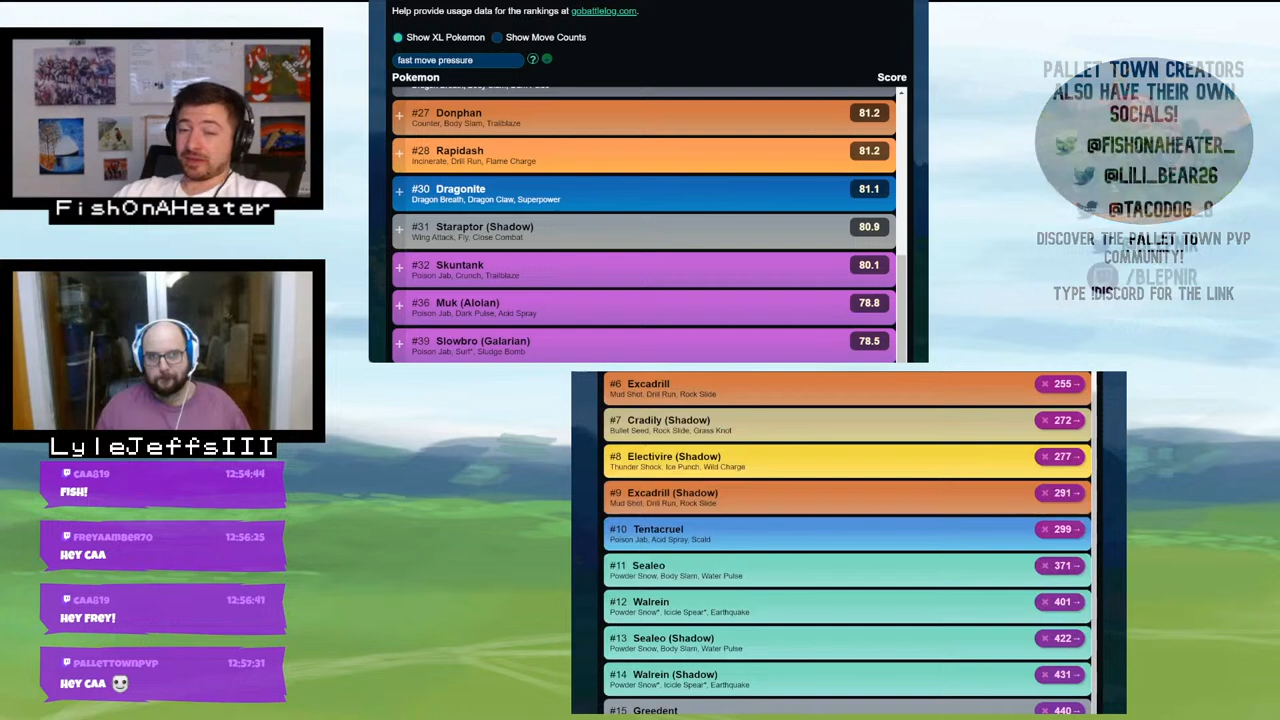 Help provide usage data for the rankings at gobattlelog.com.
Show XL Pokemon Show Move Counts
fast move pressure
Pokemon Score
#27 Donphan 81.2
Counter, Body Slam, Trailblaze
#28 Rapidash 81.2
Incinerate, Drill Run, Flame Charge
#30 Dragonite 81.1
Dragon Breath, Dragon Claw, Superpower
#31 Staraptor (Shadow) 80.9
Wing Attack, Fly, Close Combat
#32 Skuntank 80.1
Poison Jab, Crunch, Trailblaze
#36 Muk (Alolan) 78.8
Poison Jab, Dark Pulse, Acid Spray
#39 Slowbro (Galarian) 78.5
Poison Jab, Surf*, Sludge Bomb
#6 Excadrill 255→
Mud Shot, Drill Run, Rock Slide
#7 Cradily (Shadow) 272→
Bullet Seed, Rock Slide, Grass Knot
#8 Electivire (Shadow) 277→
Thunder Shock, Ice Punch, Wild Charge
#9 Excadrill (Shadow) 291→
Mud Shot, Drill Run, Rock Slide
#10 Tentacruel 299→
Poison Jab, Acid Spray, Scald
#11 Sealeo 371→
Powder Snow, Body Slam, Water Pulse
#12 Walrein 401→
Powder Snow*, Icicle Spear*, Earthquake
#13 Sealeo (Shadow) 422→
Powder Snow, Body Slam, Water Pulse
#14 Walrein (Shadow) 431→
Powder Snow*, Icicle Spear*, Earthquake
#15 Greedent 440→
FishOnAHeater
LyleJeffsIII
CAA819 12:54:44
FISH!
FREYAAMBER70 12:56:25
HEY CAA
CAA819 12:56:41
HEY FREY!
PALLETTOWNPVP 12:57:31
HEY CAA
PALLET TOWN CREATORS
ALSO HAVE THEIR OWN
SOCIALS!
@FISHONAHEATER_
@LILI_BEAR26
@TACODOG_0
DISCOVER THE PALLET TOWN PVP
COMMUNITY!
/BLEPNIR
TYPE !DISCORD FOR THE LINK